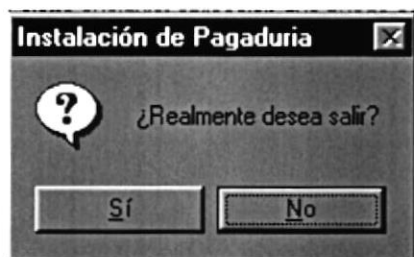 Instalación de Pagaduria
¿Realmente desea salir?
Sí
No